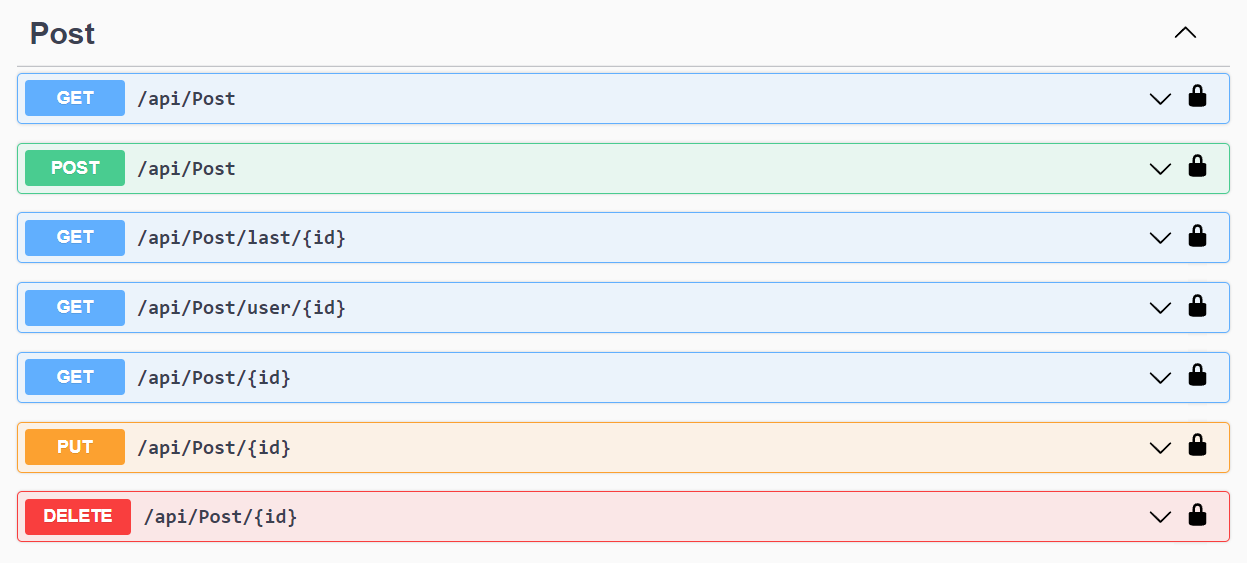 Post
GET /api/Post
POST /api/Post
GET /api/Post/last/{id}
GET /api/Post/user/{id}
GET /api/Post/{id}
PUT /api/Post/{id}
DELETE /api/Post/{id}